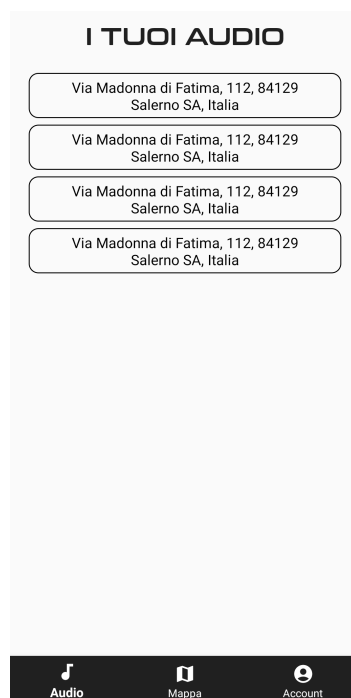 I TUOI AUDIO
Via Madonna di Fatima, 112, 84129
Salerno SA, Italia
Via Madonna di Fatima, 112, 84129
Salerno SA, Italia
Via Madonna di Fatima, 112, 84129
Salerno SA, Italia
Via Madonna di Fatima, 112, 84129
Salerno SA, Italia
Audio Mappa Account